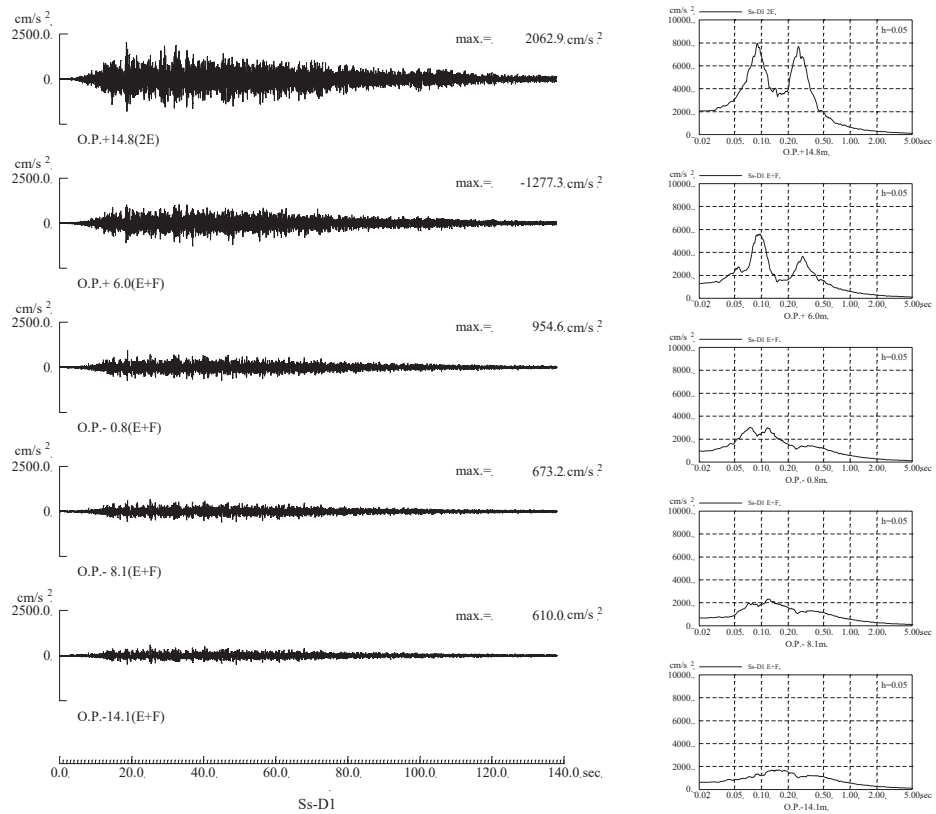 cm/s 2.
2500.0.
0.
max.=. 2062.9.cm/s 2.
O.P.+14.8(2E)
cm/s 2.
2500.0.
0.
max.=. -1277.3.cm/s 2.
O.P.+ 6.0(E+F)
cm/s 2.
2500.0.
0.
max.=. 954.6.cm/s 2.
O.P.- 0.8(E+F)
cm/s 2.
2500.0.
0.
max.=. 673.2.cm/s 2.
O.P.- 8.1(E+F)
cm/s 2.
2500.0.
0.
max.=. 610.0.cm/s 2.
O.P.-14.1(E+F)
0.0. 20.0. 40.0. 60.0. 80.0. 100.0. 120.0. 140.0.sec.
Ss-D1
cm/s 2. Ss-D1 2E,
10000..
h=0.05
8000..
6000..
4000..
2000..
0..
0.02 0.05. 0.10. 0.20. 0.50. 1.00. 2.00. 5.00sec
O.P.+14.8m,
cm/s 2. Ss-D1 E+F,
10000..
h=0.05
8000..
6000..
4000..
2000..
0..
0.02 0.05. 0.10. 0.20. 0.50. 1.00. 2.00. 5.00sec
O.P.+ 6.0m,
cm/s 2. Ss-D1 E+F,
10000..
h=0.05
8000..
6000..
4000..
2000..
0..
0.02 0.05. 0.10. 0.20. 0.50. 1.00. 2.00. 5.00sec
O.P.- 0.8m.
cm/s 2. Ss-D1 E+F,
10000..
h=0.05
8000..
6000..
4000..
2000..
0..
0.02 0.05. 0.10. 0.20. 0.50. 1.00. 2.00. 5.00sec
O.P.- 8.1m.
cm/s 2. Ss-D1 E+F,
10000..
h=0.05
8000..
6000..
4000..
2000..
0..
0.02 0.05. 0.10. 0.20. 0.50. 1.00. 2.00. 5.00sec
O.P.-14.1m,